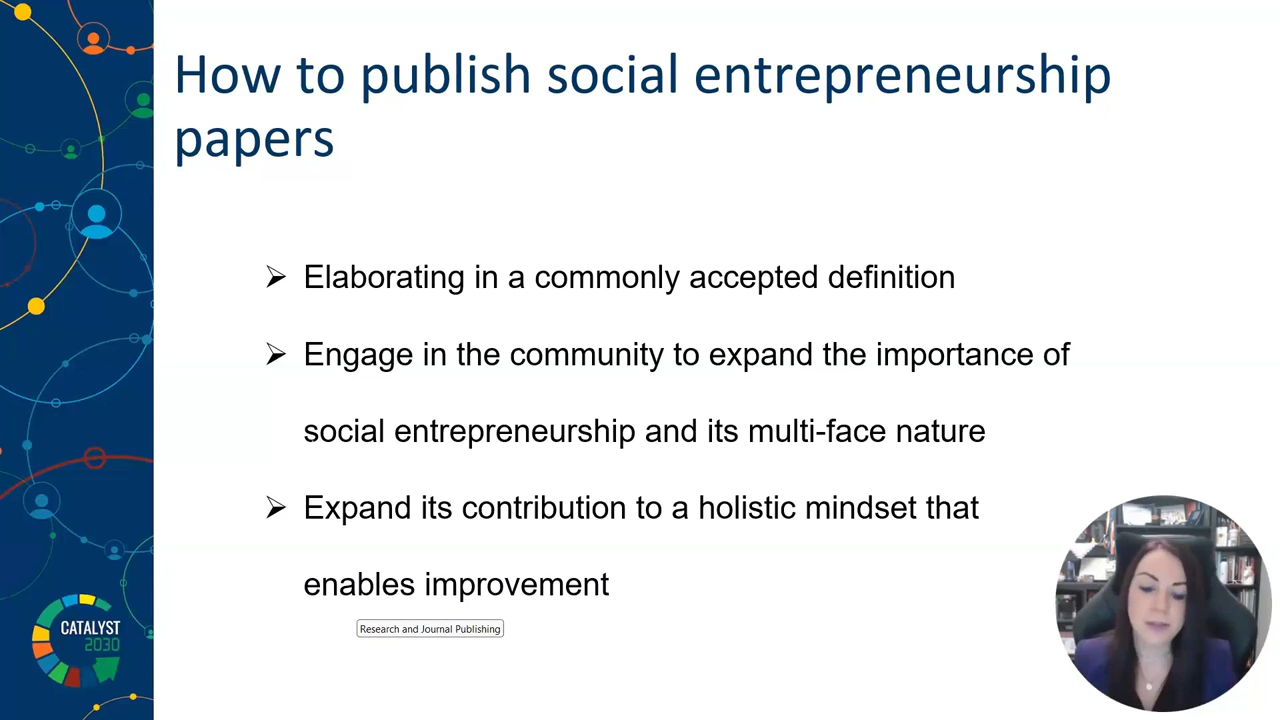 How to publish social entrepreneurship
papers
➢ Elaborating in a commonly accepted definition
➢ Engage in the community to expand the importance of
social entrepreneurship and its multi-face nature
➢ Expand its contribution to a holistic mindset that
enables improvement
Research and Journal Publishing
CATALYST
2030